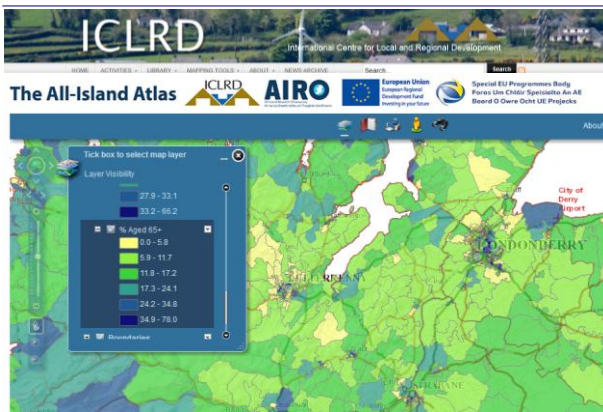 ICLRD
International Centre for Local and Regional Development
HOME ACTIVITIES LIBRARY MAPPING TOOLS ABOUT NEWS ARCHIVE Search Search
The All-Island Atlas
ICLRD
AIRO
European Union
European Regional
Development Fund
Investing in your future
Special EU Programmes Body
Foras Um Chláir Speisialta An AE
Boord O Owre Ocht UE Projecks
About
Tick box to select map layer
Layer Visibility
27.9 - 33.1
33.2 - 66.2
% Aged 65+
0.0 - 5.8
5.9 - 11.7
11.8 - 17.2
17.3 - 24.1
24.2 - 34.8
34.9 - 78.0
Boundaries
City of
Derry
Airport
LONDONDERRY